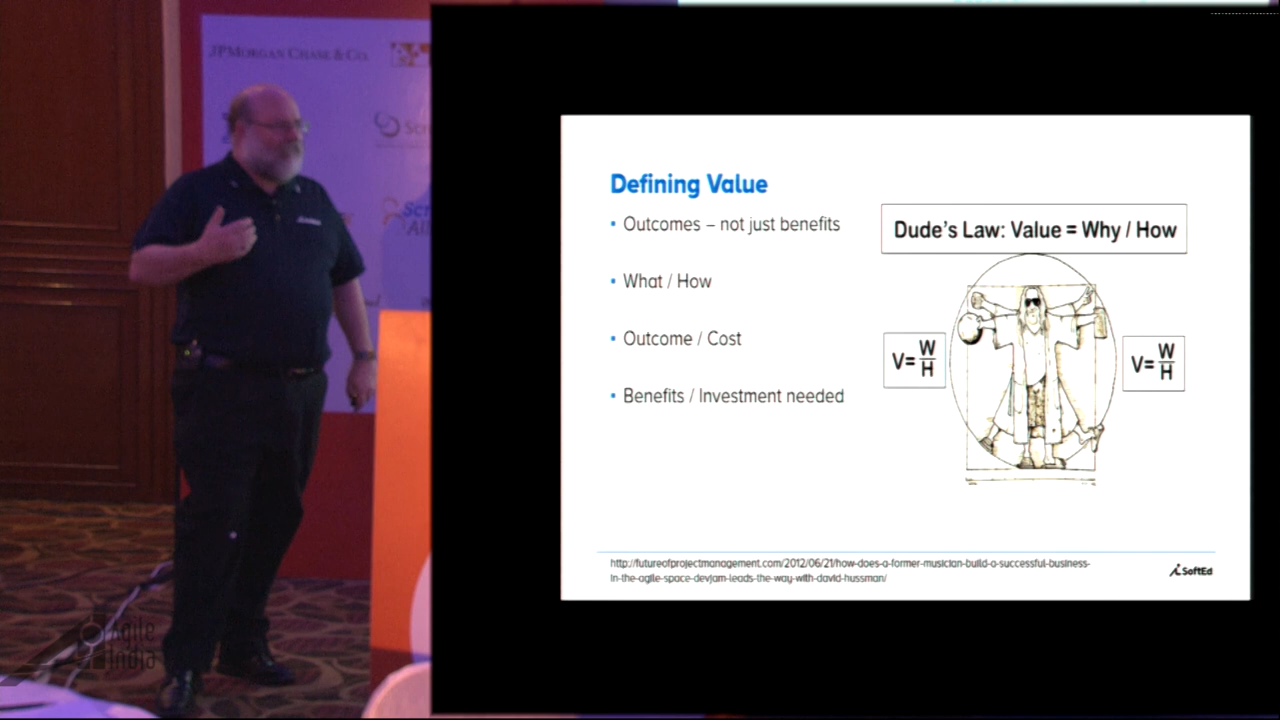 JPMORGAN CHASE & CO.
Defining Value
• Outcomes – not just benefits
• What / How
• Outcome / Cost
• Benefits / Investment needed
Dude's Law: Value = Why / How
V= W
H
V= W
H
http://futureofprojectmanagement.com/2012/06/21/how-does-a-former-musician-build-a-successful-business-
in-the-agile-space-devjam-leads-the-way-with-david-hussman/
SoftEd
Agile
India